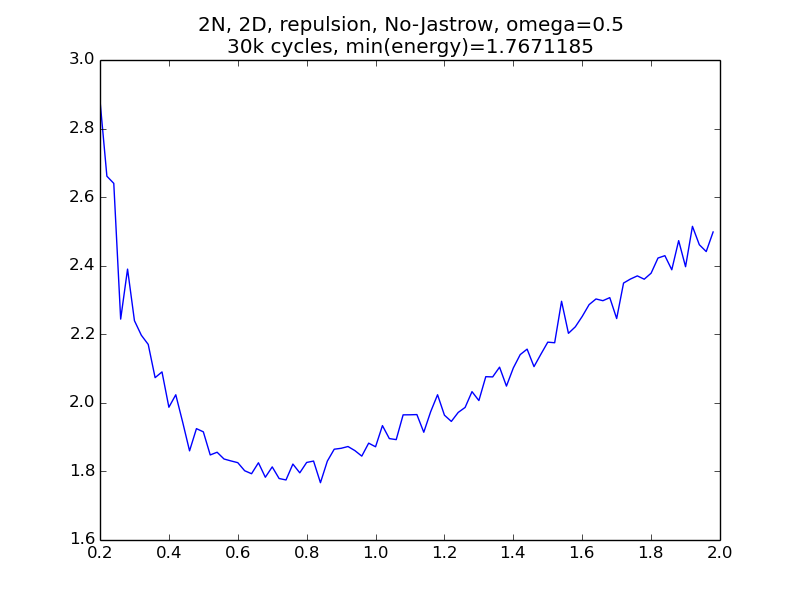 2N, 2D, repulsion, No-Jastrow, omega=0.5
30k cycles, min(energy)=1.7671185
3.0
2.8
2.6
2.4
2.2
2.0
1.8
1.6
0.2 0.4 0.6 0.8 1.0 1.2 1.4 1.6 1.8 2.0